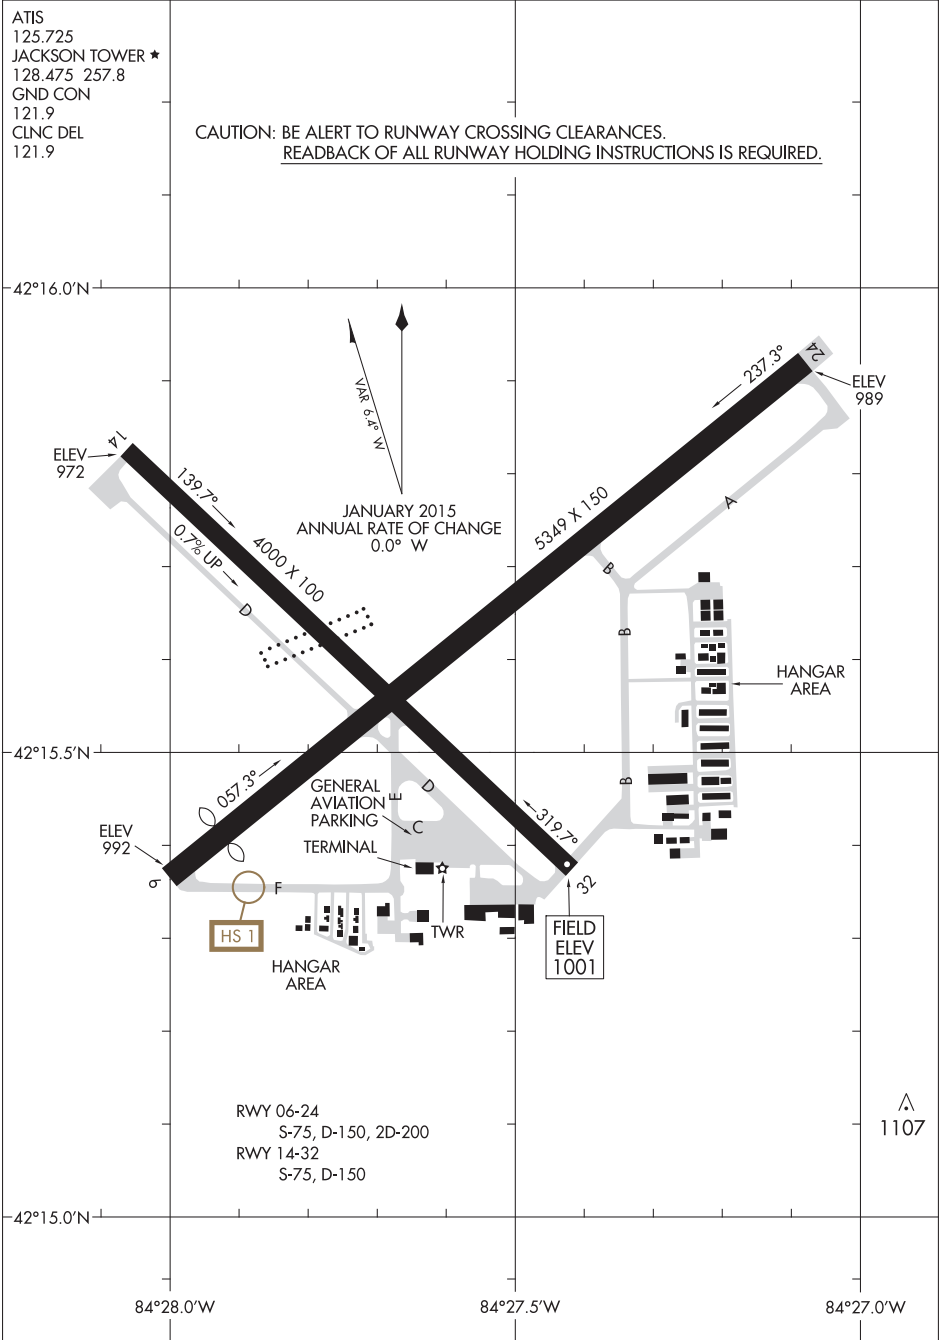 ATIS
125.725
JACKSON TOWER ★
128.475 257.8
GND CON
121.9
CLNC DEL
121.9
CAUTION: BE ALERT TO RUNWAY CROSSING CLEARANCES.
READBACK OF ALL RUNWAY HOLDING INSTRUCTIONS IS REQUIRED.
42°16.0'N
VAR 6.4° W
JANUARY 2015
ANNUAL RATE OF CHANGE
0.0° W
24
237.3°
ELEV
989
14
ELEV
972
139.7°
0.7% UP
4000 X 100
5349 X 150
A
B
D
B
HANGAR
AREA
42°15.5'N
057.3°
GENERAL
AVIATION
PARKING
E
D
B
C
319.7°
ELEV
992
TERMINAL
6
F
32
HS 1
TWR
FIELD
ELEV
1001
HANGAR
AREA
RWY 06-24
S-75, D-150, 2D-200
RWY 14-32
S-75, D-150
1107
42°15.0'N
84°28.0'W
84°27.5'W
84°27.0'W